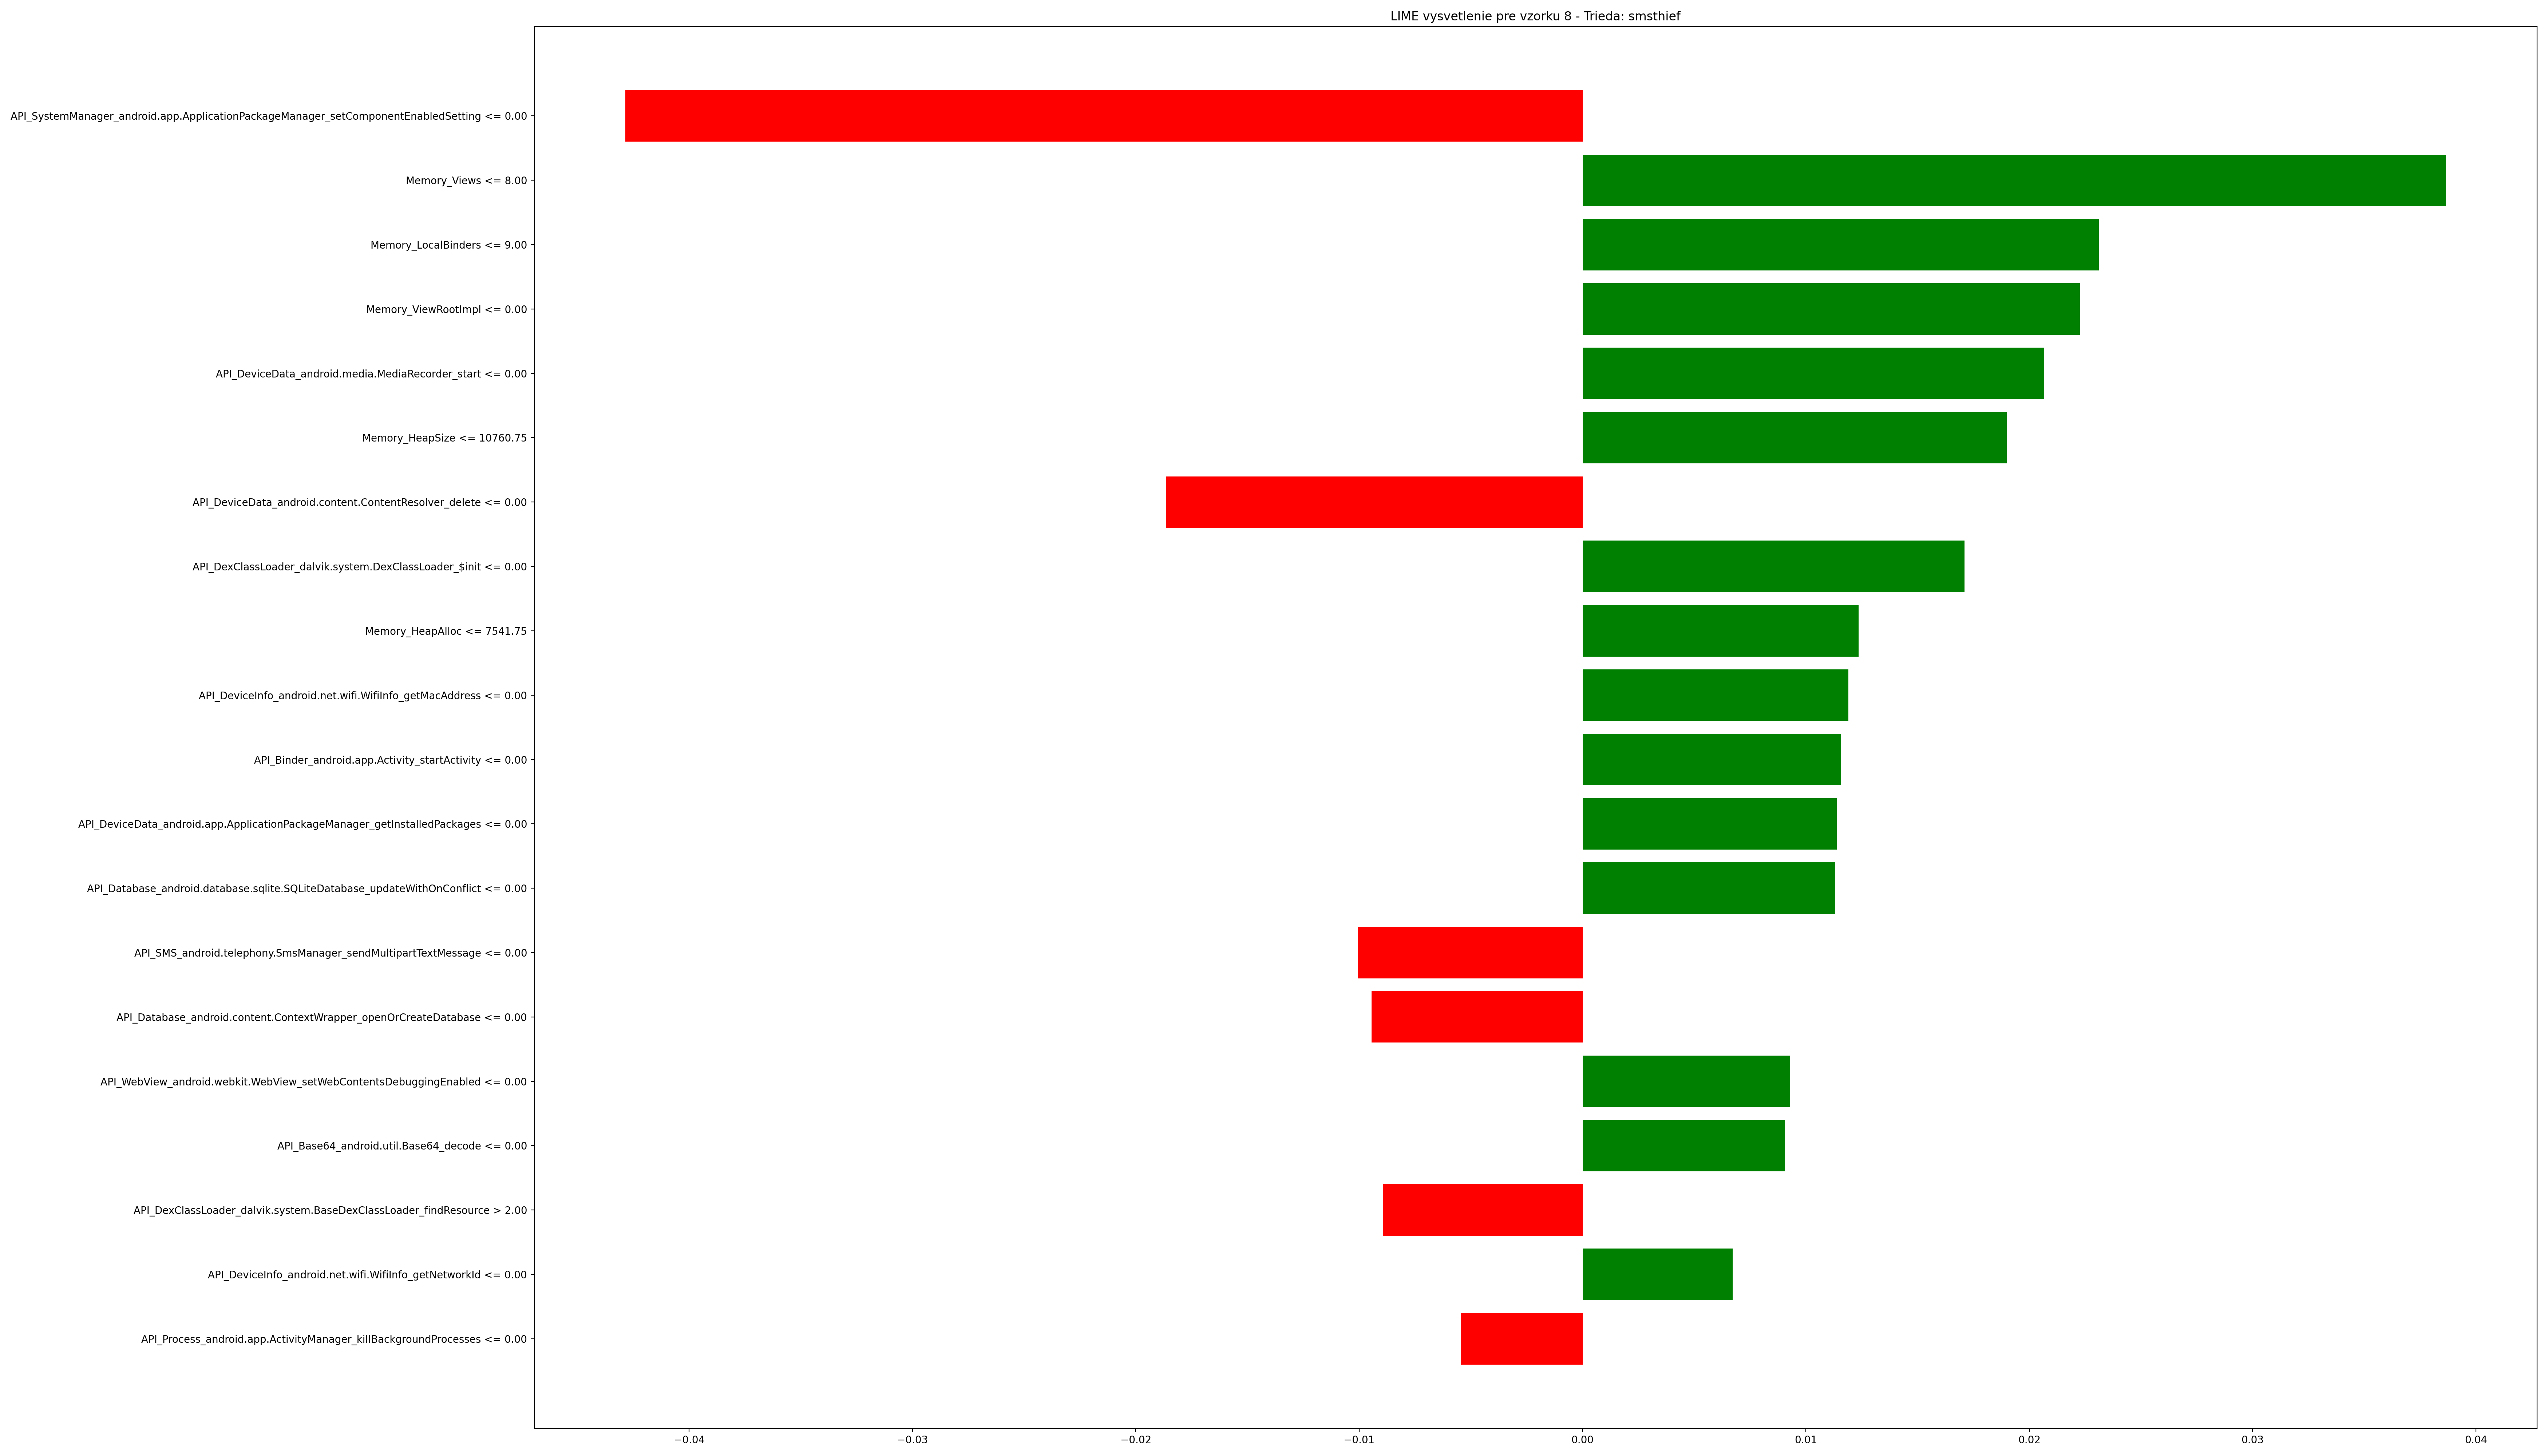 LIME vysvetlenie pre vzorku 8 - Trieda: smsthief
API_SystemManager_android.app.ApplicationPackageManager_setComponentEnabledSetting <= 0.00
Memory_Views <= 8.00
Memory_LocalBinders <= 9.00
Memory_ViewRootImpl <= 0.00
API_DeviceData_android.media.MediaRecorder_start <= 0.00
Memory_HeapSize <= 10760.75
API_DeviceData_android.content.ContentResolver_delete <= 0.00
API_DexClassLoader_dalvik.system.DexClassLoader_$init <= 0.00
Memory_HeapAlloc <= 7541.75
API_DeviceInfo_android.net.wifi.WifiInfo_getMacAddress <= 0.00
API_Binder_android.app.Activity_startActivity <= 0.00
API_DeviceData_android.app.ApplicationPackageManager_getInstalledPackages <= 0.00
API_Database_android.database.sqlite.SQLiteDatabase_updateWithOnConflict <= 0.00
API_SMS_android.telephony.SmsManager_sendMultipartTextMessage <= 0.00
API_Database_android.content.ContextWrapper_openOrCreateDatabase <= 0.00
API_WebView_android.webkit.WebView_setWebContentsDebuggingEnabled <= 0.00
API_Base64_android.util.Base64_decode <= 0.00
API_DexClassLoader_dalvik.system.BaseDexClassLoader_findResource > 2.00
API_DeviceInfo_android.net.wifi.WifiInfo_getNetworkId <= 0.00
API_Process_android.app.ActivityManager_killBackgroundProcesses <= 0.00
−0.04 −0.03 −0.02 −0.01 0.00 0.01 0.02 0.03 0.04